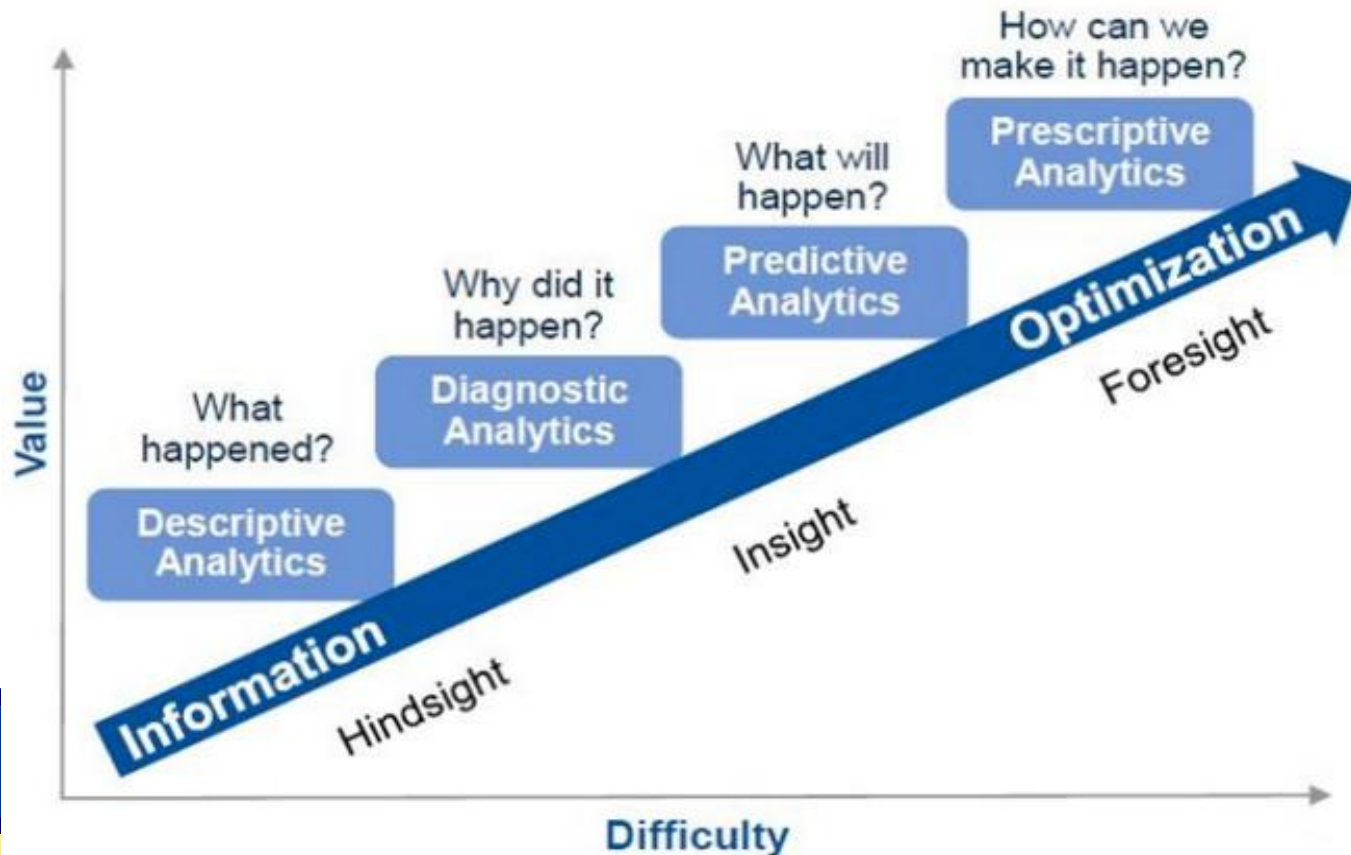 How can we
make it happen?
Prescriptive
Analytics
What will
happen?
Predictive
Analytics
Why did it
happen?
Diagnostic
Analytics
What
happened?
Descriptive
Analytics
Value
Information
Optimization
Hindsight
Insight
Foresight
Difficulty